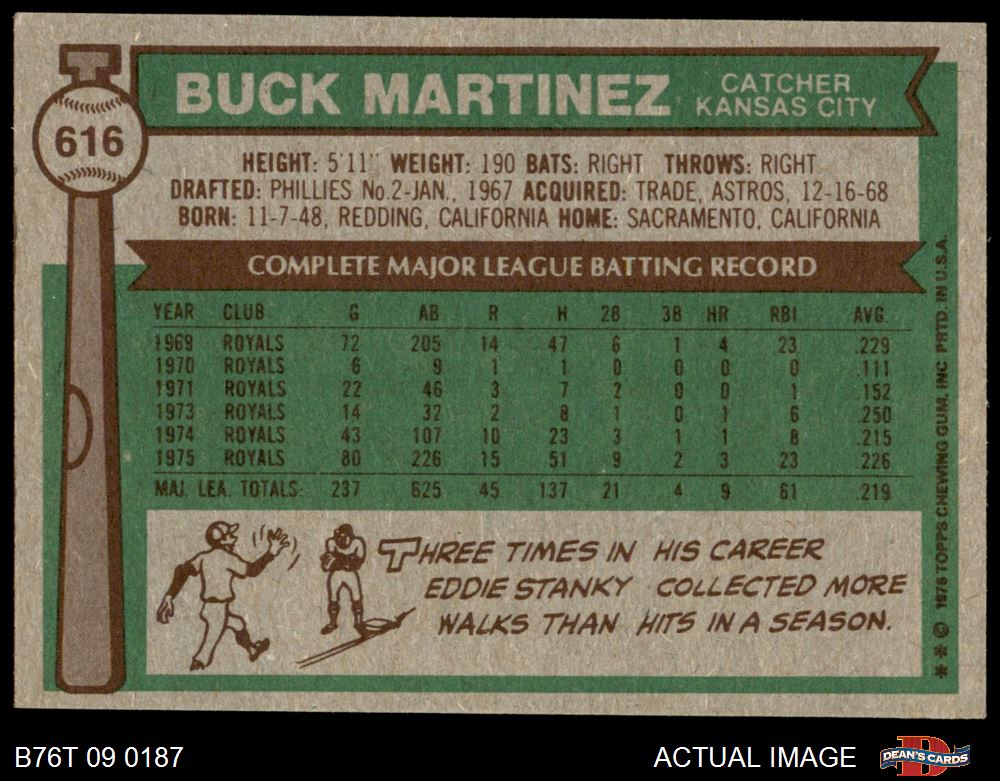 616
BUCK MARTINEZ
CATCHER
KANSAS CITY
HEIGHT: 5'11" WEIGHT: 190 BATS: RIGHT THROWS: RIGHT
DRAFTED: PHILLIES No.2-JAN., 1967 ACQUIRED: TRADE, ASTROS, 12-16-68
BORN: 11-7-48, REDDING, CALIFORNIA HOME: SACRAMENTO, CALIFORNIA
COMPLETE MAJOR LEAGUE BATTING RECORD
YEAR CLUB G AB R H 2B 3B HR RBI AVG.
1969 ROYALS 72 205 14 47 6 1 4 23 .229
1970 ROYALS 6 9 1 1 0 0 0 0 .111
1971 ROYALS 22 46 3 7 2 0 0 1 .152
1973 ROYALS 14 32 2 8 1 0 1 6 .250
1974 ROYALS 43 107 10 23 3 1 1 8 .215
1975 ROYALS 80 226 15 51 9 2 3 23 .226
MAJ. LEA. TOTALS: 237 625 45 137 21 4 9 61 .219
THREE TIMES IN HIS CAREER
EDDIE STANKY COLLECTED MORE
WALKS THAN HITS IN A SEASON.
** © 1976 TOPPS CHEWING GUM, INC PRTD. IN U.S.A.
B76T 09 0187
ACTUAL IMAGE
DEAN'S CARDS